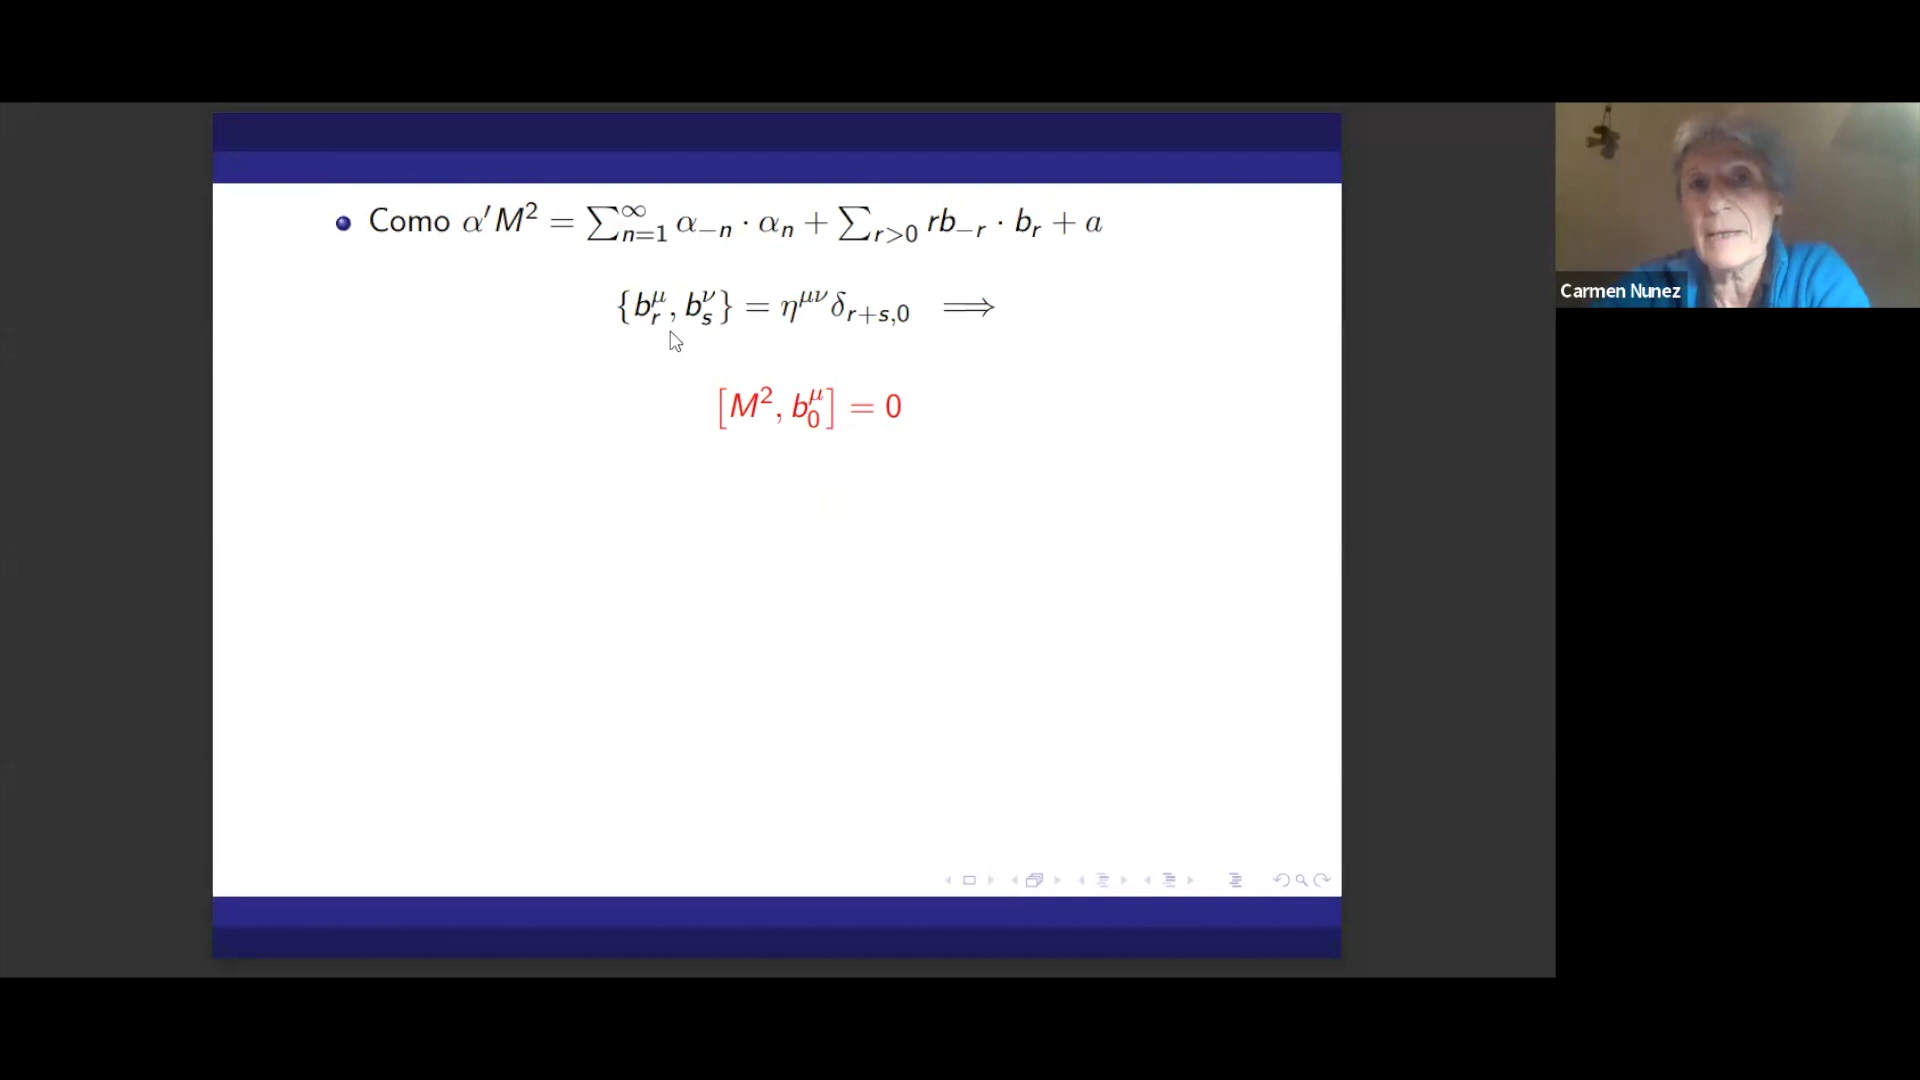 Como α′M² = ∑_{n=1}^{∞} α_{−n} · α_n + ∑_{r>0} rb_{−r} · b_r + a
{b_r^μ, b_s^ν} = η^{μν} δ_{r+s,0} ⟹
[M², b_0^μ] = 0
Carmen Nunez